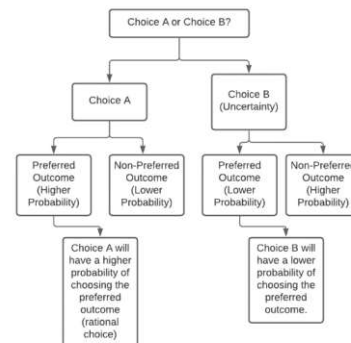 Choice A or Choice B?
Choice A
Choice B
(Uncertainty)
Preferred
Outcome
(Higher
Probability)
Non-Preferred
Outcome
(Lower
Probability)
Preferred
Outcome
(Lower
Probability)
Non-Preferred
Outcome
(Higher
Probability)
Choice A will
have a higher
probability of
choosing the
preferred
outcome
(rational
choice)
Choice B will
have a lower
probability of
choosing the
preferred
outcome.